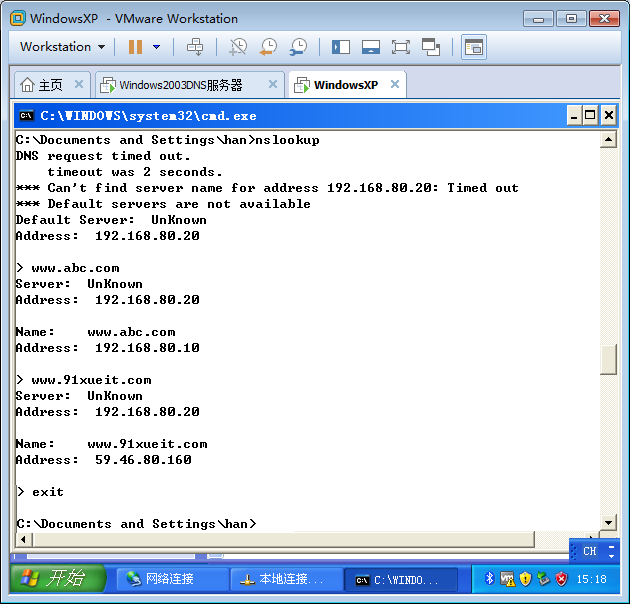 WindowsXP - VMware Workstation
Workstation
主页 Windows2003DNS服务器 WindowsXP
C:\WINDOWS\system32\cmd.exe
C:\Documents and Settings\han>nslookup
DNS request timed out.
timeout was 2 seconds.
*** Can't find server name for address 192.168.80.20: Timed out
*** Default servers are not available
Default Server:  UnKnown
Address:  192.168.80.20
> www.abc.com
Server:  UnKnown
Address:  192.168.80.20
Name:    www.abc.com
Address:  192.168.80.10
> www.91xueit.com
Server:  UnKnown
Address:  192.168.80.20
Name:    www.91xueit.com
Address:  59.46.80.160
> exit
C:\Documents and Settings\han>
CH
开始 网络连接 本地连接... C:\WINDO... 15:18